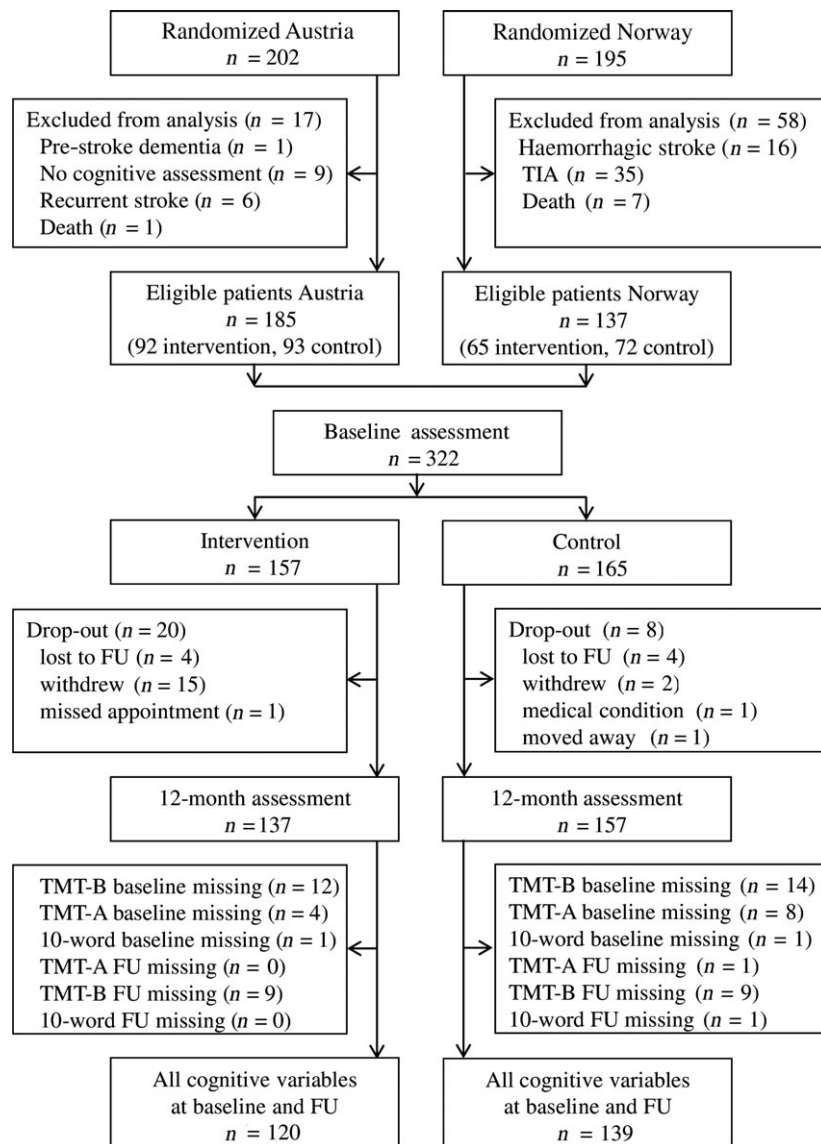 Randomized Austria
n = 202
Randomized Norway
n = 195
Excluded from analysis (n = 17)
Pre-stroke dementia (n = 1)
No cognitive assessment (n = 9)
Recurrent stroke (n = 6)
Death (n = 1)
Excluded from analysis (n = 58)
Haemorrhagic stroke (n = 16)
TIA (n = 35)
Death (n = 7)
Eligible patients Austria
n = 185
(92 intervention, 93 control)
Eligible patients Norway
n = 137
(65 intervention, 72 control)
Baseline assessment
n = 322
Intervention
n = 157
Control
n = 165
Drop-out (n = 20)
lost to FU (n = 4)
withdrew (n = 15)
missed appointment (n = 1)
Drop-out (n = 8)
lost to FU (n = 4)
withdrew (n = 2)
medical condition (n = 1)
moved away (n = 1)
12-month assessment
n = 137
12-month assessment
n = 157
TMT-B baseline missing (n = 12)
TMT-A baseline missing (n = 4)
10-word baseline missing (n = 1)
TMT-A FU missing (n = 0)
TMT-B FU missing (n = 9)
10-word FU missing (n = 0)
TMT-B baseline missing (n = 14)
TMT-A baseline missing (n = 8)
10-word baseline missing (n = 1)
TMT-A FU missing (n = 1)
TMT-B FU missing (n = 9)
10-word FU missing (n = 1)
All cognitive variables
at baseline and FU
n = 120
All cognitive variables
at baseline and FU
n = 139